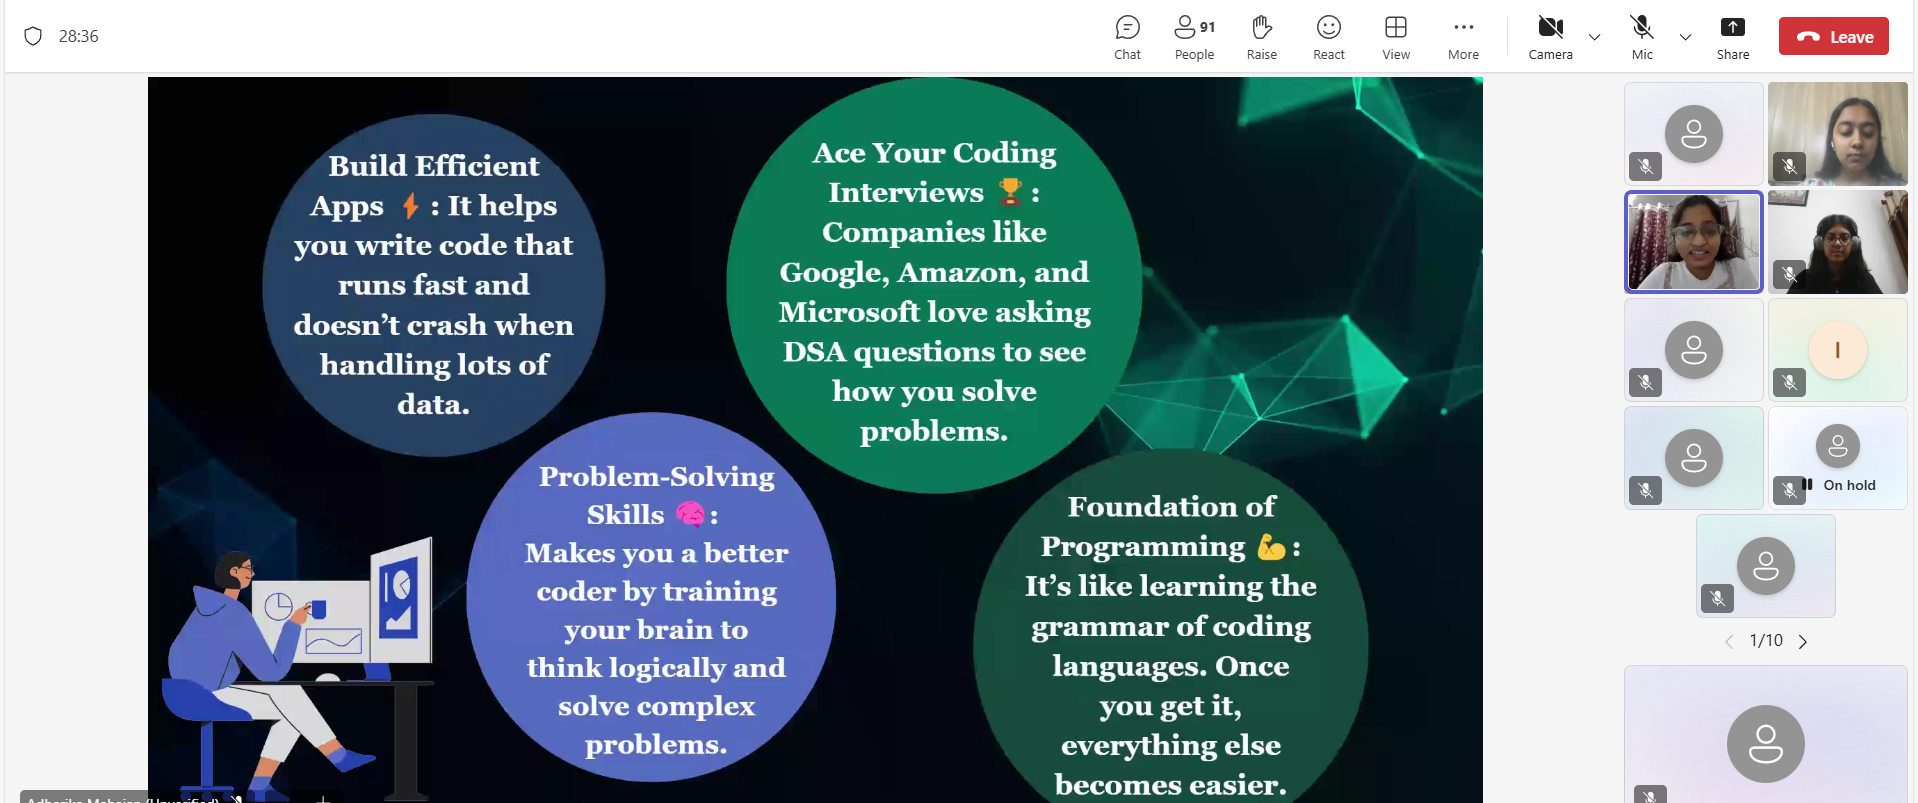 28:36
Chat
People
91
Raise
React
View
More
Camera
Mic
Share
Leave
Build Efficient
Apps ⚡ : It helps
you write code that
runs fast and
doesn’t crash when
handling lots of
data.
Ace Your Coding
Interviews 🏆 :
Companies like
Google, Amazon, and
Microsoft love asking
DSA questions to see
how you solve
problems.
Problem-Solving
Skills 🧠 :
Makes you a better
coder by training
your brain to
think logically and
solve complex
problems.
Foundation of
Programming 💪 :
It’s like learning the
grammar of coding
languages. Once
you get it,
everything else
becomes easier.
I
On hold
1/10